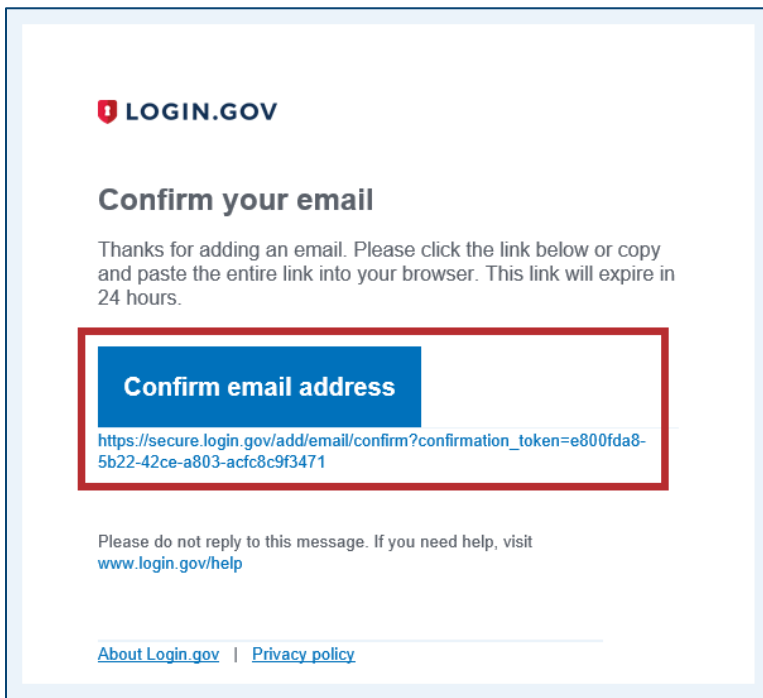 LOGIN.GOV
Confirm your email
Thanks for adding an email. Please click the link below or copy
and paste the entire link into your browser. This link will expire in
24 hours.
Confirm email address
https://secure.login.gov/add/email/confirm?confirmation_token=e800fda8-
5b22-42ce-a803-acfc8c9f3471
Please do not reply to this message. If you need help, visit
www.login.gov/help
About Login.gov | Privacy policy